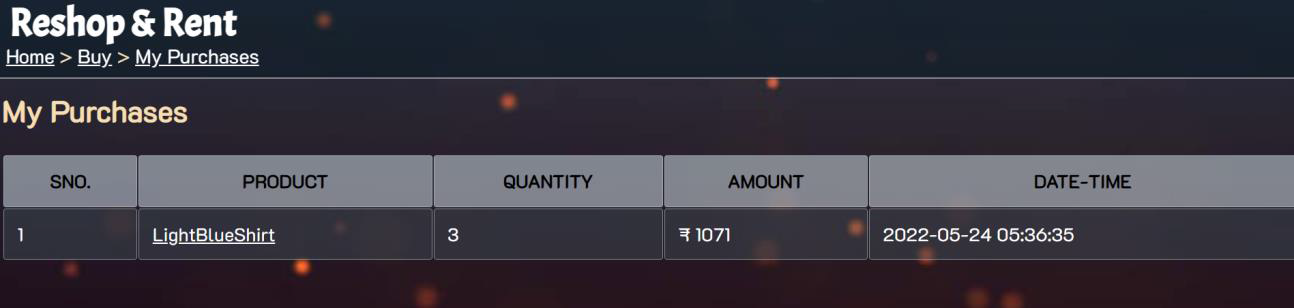 Reshop & Rent
Home > Buy > My Purchases
My Purchases
SNO. PRODUCT QUANTITY AMOUNT DATE-TIME
1 LightBlueShirt 3 ₹ 1071 2022-05-24 05:36:35